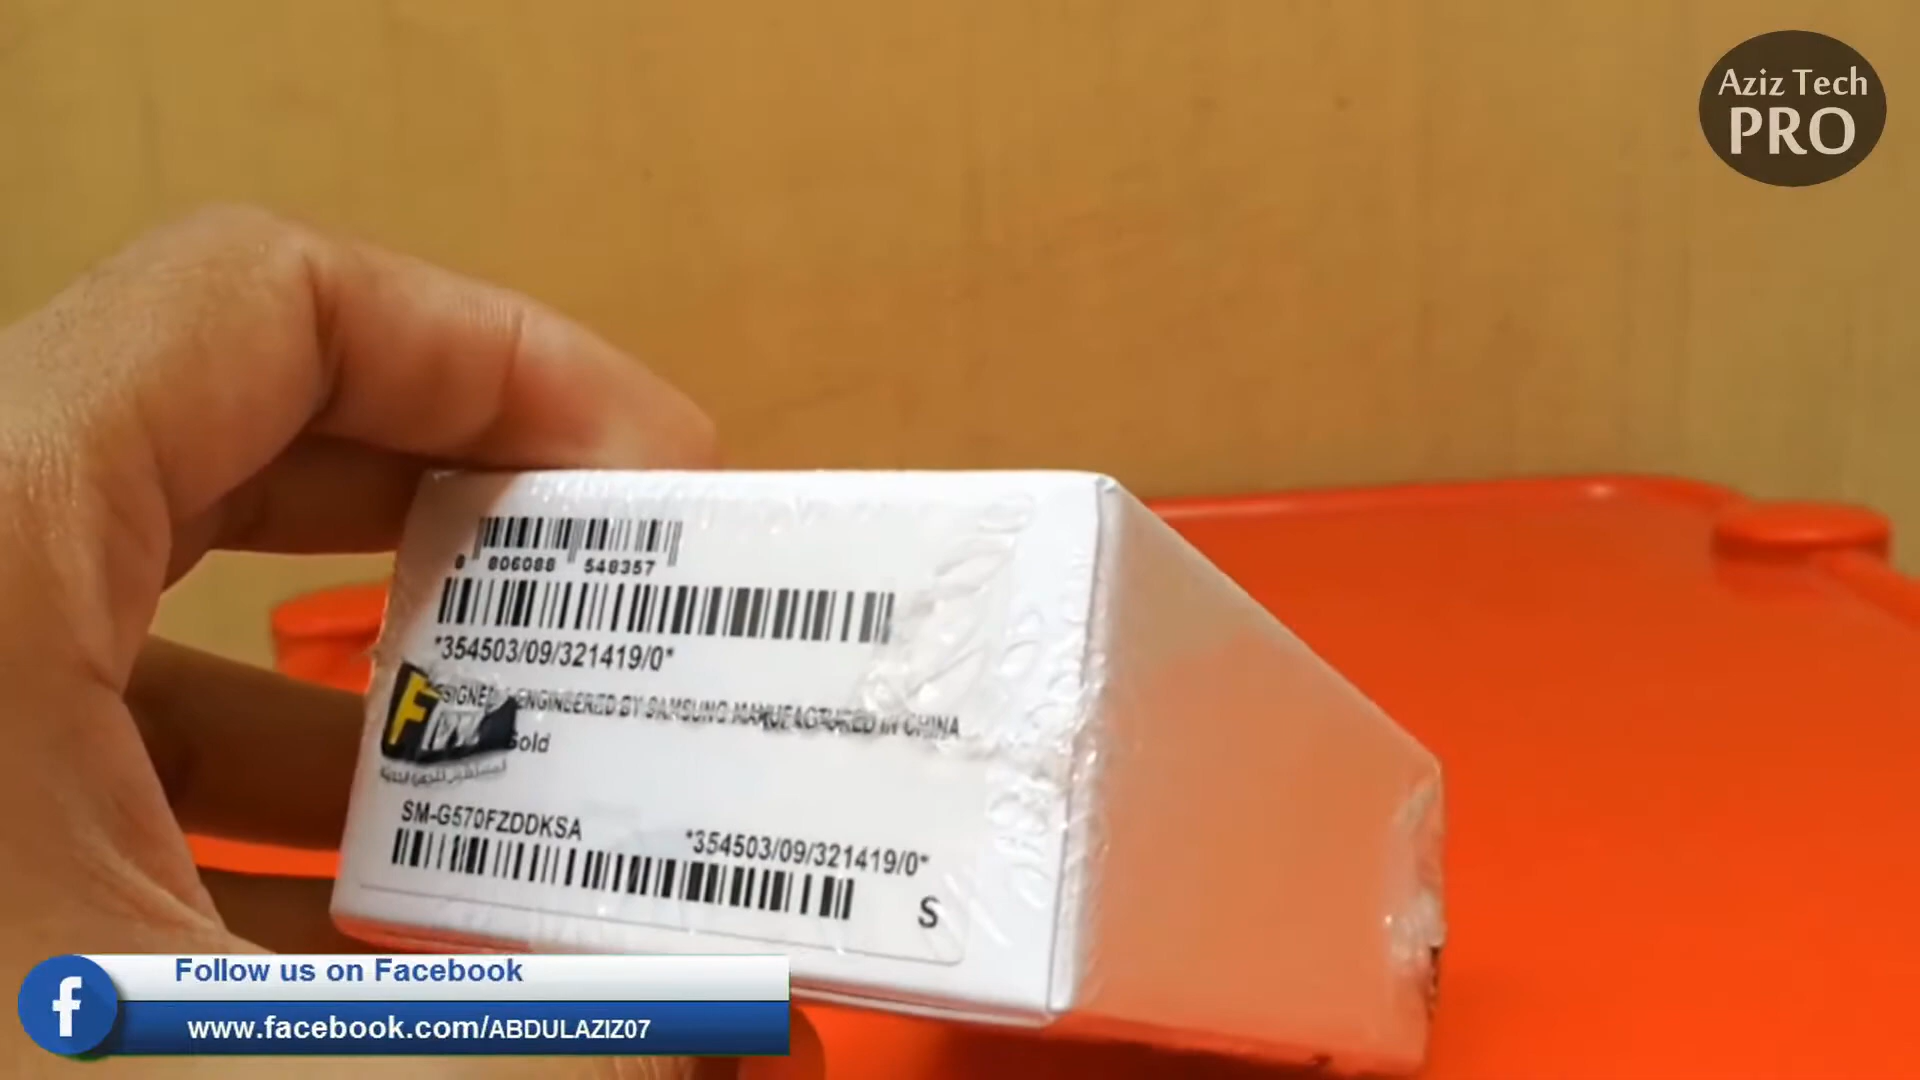 Aziz Tech
PRO
8 806088 548357
*354503/09/321419/0*
ENGINEERED BY SAMSUNG MANUFACTURED IN CHINA
Gold
SM-G570FZDDKSA
*354503/09/321419/0*
S
Follow us on Facebook
www.facebook.com/ABDULAZIZ07